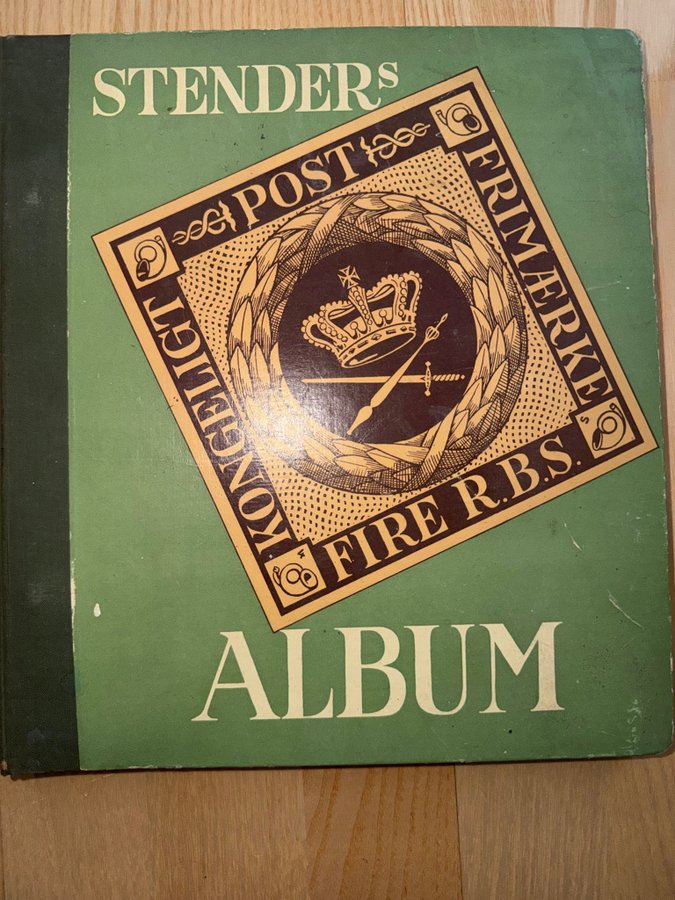 STENDERs
KONGELIGT
POST
FRIMÆRKE
FIRE R.B.S.
ALBUM